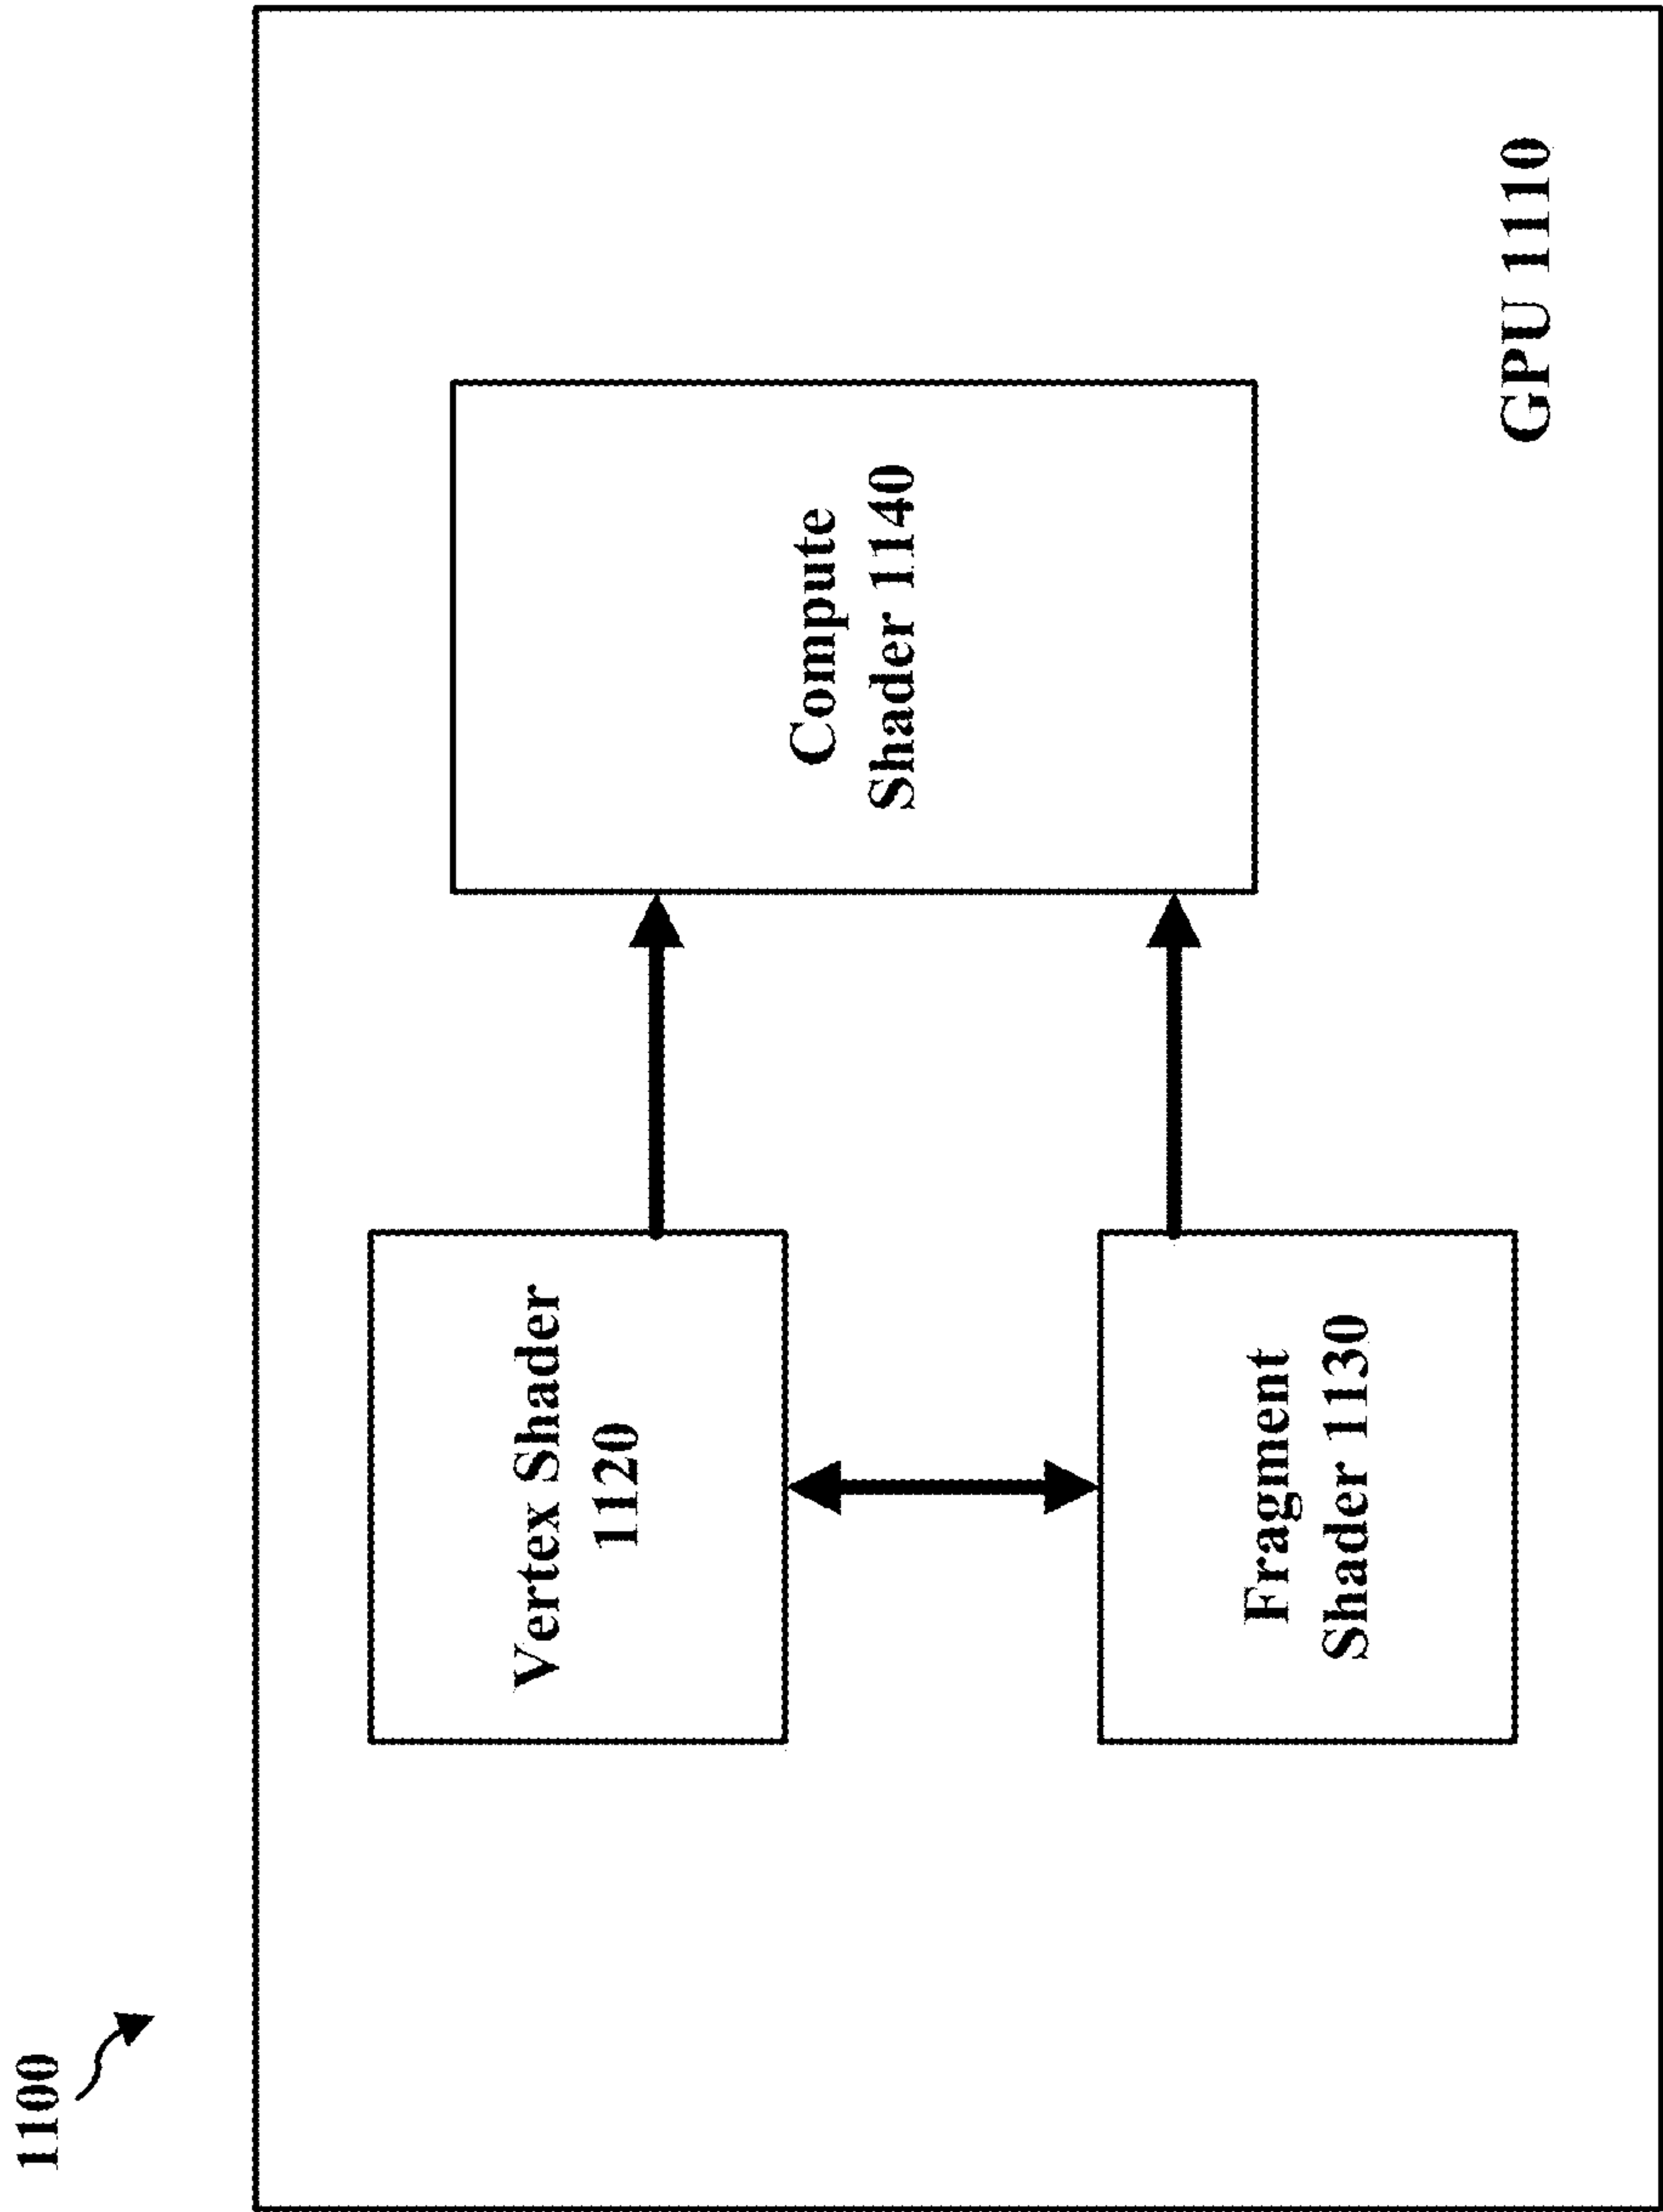 1100
Vertex Shader
1120
Compute
Shader 1140
Fragment
Shader 1130
GPU 1110